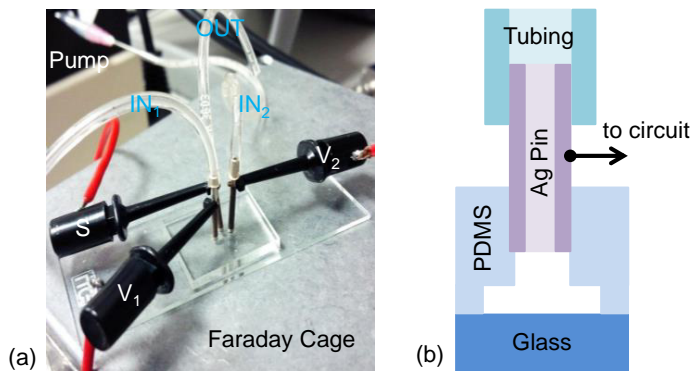 OUT
Pump
IN₁
IN₂
V₂
S
V₁
Faraday Cage
(a)
Tubing
to circuit
Ag Pin
PDMS
Glass
(b)